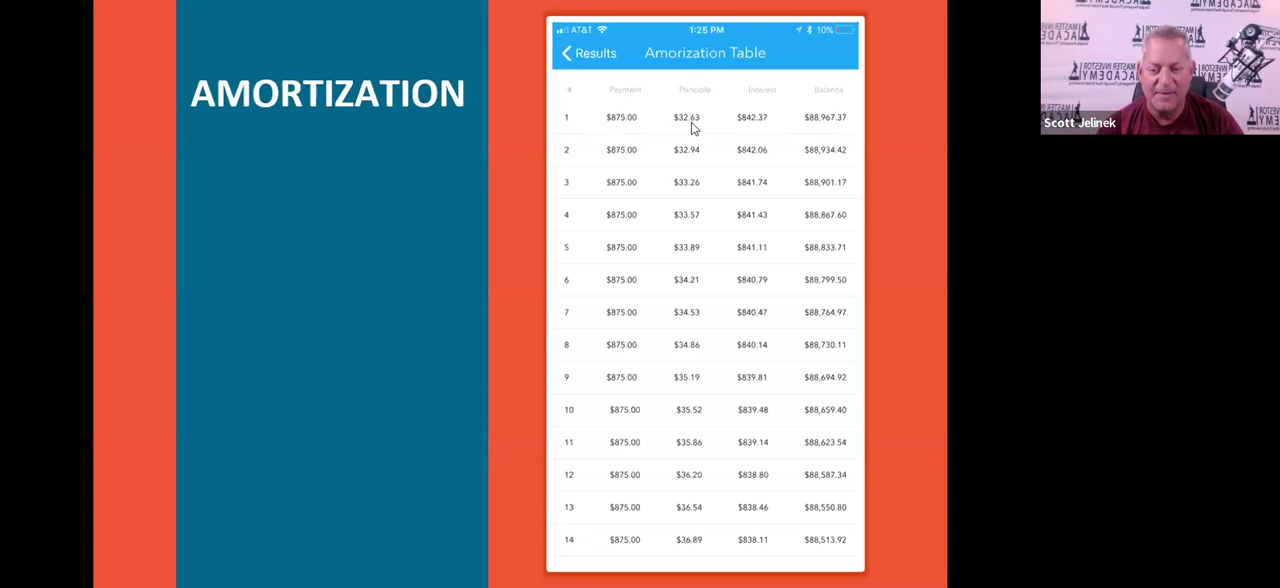 AMORTIZATION
AT&T 1:25 PM 10%
Results Amorization Table
# Payment Principle Interest Balance
1 $875.00 $32.63 $842.37 $88,967.37
2 $875.00 $32.94 $842.06 $88,934.42
3 $875.00 $33.26 $841.74 $88,901.17
4 $875.00 $33.57 $841.43 $88,867.60
5 $875.00 $33.89 $841.11 $88,833.71
6 $875.00 $34.21 $840.79 $88,799.50
7 $875.00 $34.53 $840.47 $88,764.97
8 $875.00 $34.86 $840.14 $88,730.11
9 $875.00 $35.19 $839.81 $88,694.92
10 $875.00 $35.52 $839.48 $88,659.40
11 $875.00 $35.86 $839.14 $88,623.54
12 $875.00 $36.20 $838.80 $88,587.34
13 $875.00 $36.54 $838.46 $88,550.80
14 $875.00 $36.89 $838.11 $88,513.92
MASTER INVESTOR
ACADEMY
Scott Jelinek